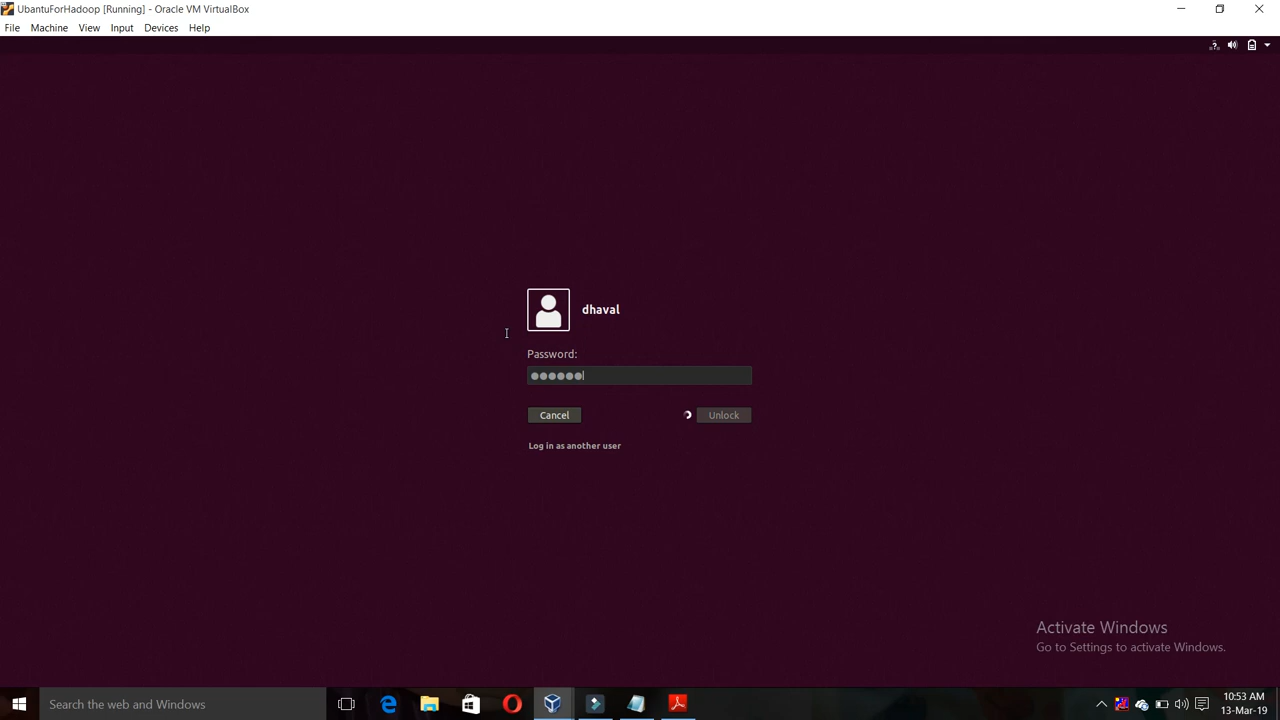 UbantuForHadoop [Running] - Oracle VM VirtualBox
File Machine View Input Devices Help
dhaval
Password:
Cancel
Unlock
Log in as another user
Activate Windows
Go to Settings to activate Windows.
Search the web and Windows
10:53 AM
13-Mar-19